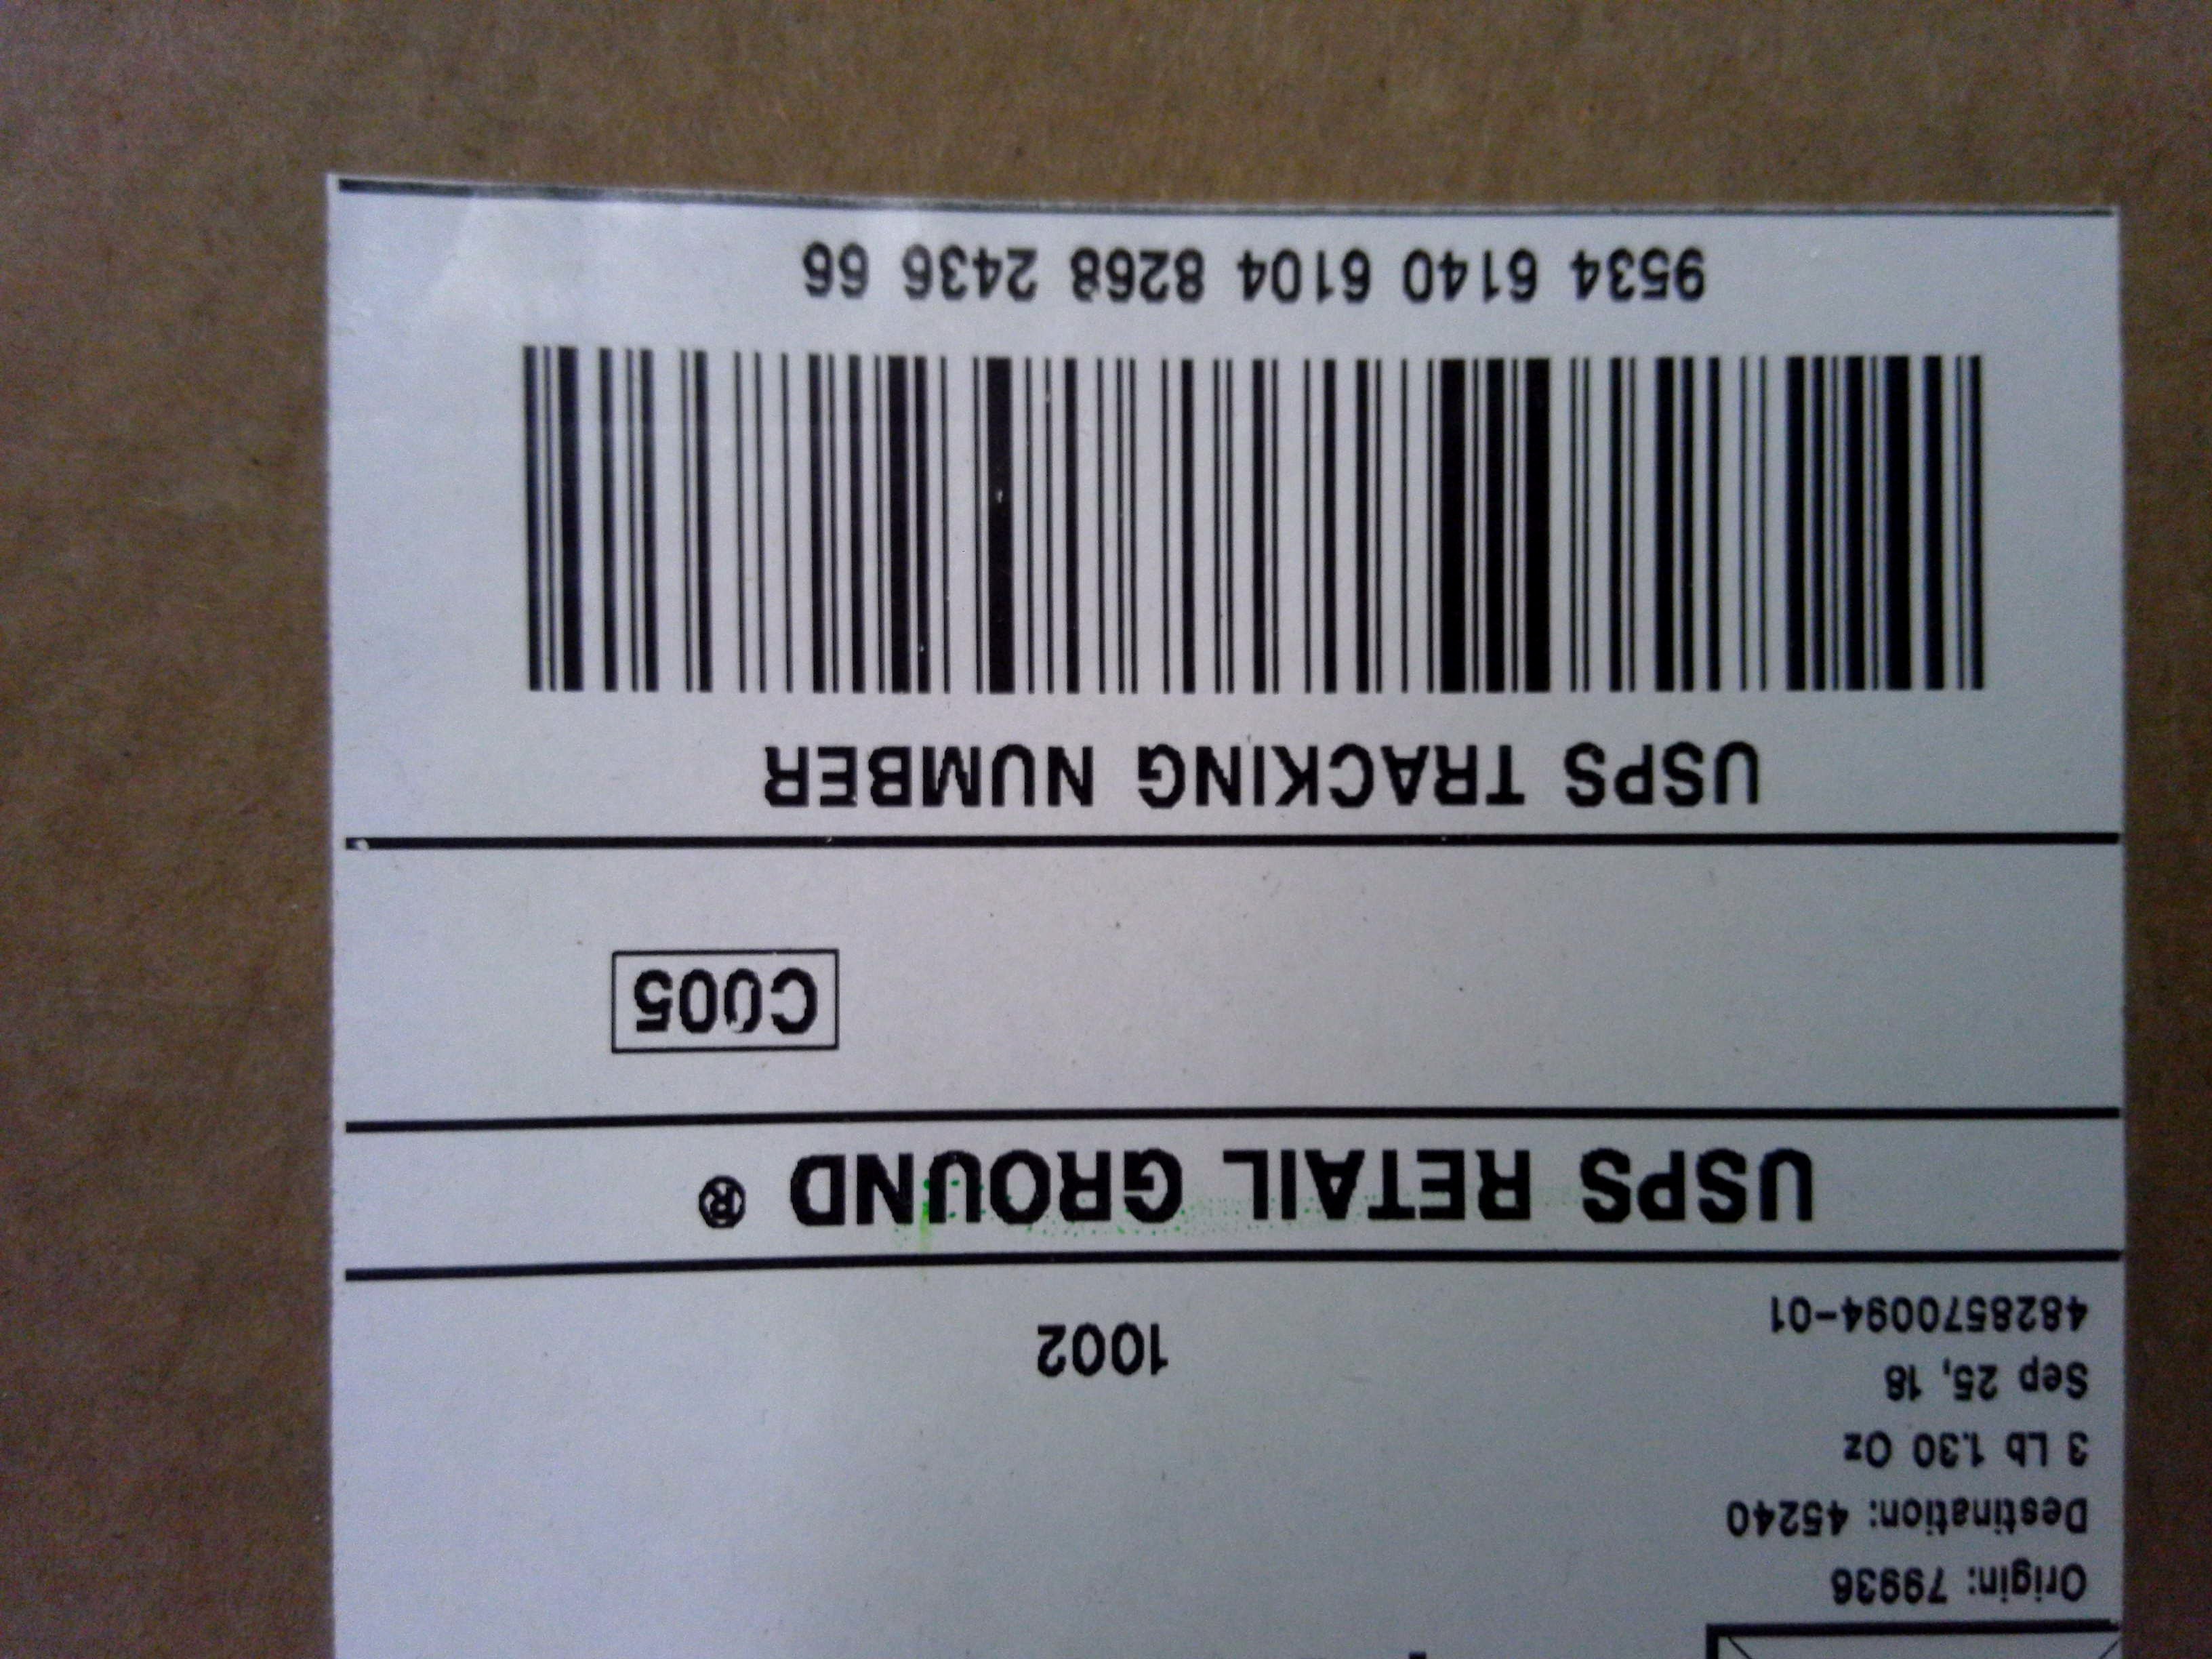 Origin: 79936
Destination: 45240
3 Lb 1.30 Oz
Sep 25, 18
4828570094-01
1002
USPS RETAIL GROUND ®
C005
USPS TRACKING NUMBER
9534 6140 6104 8268 2436 66